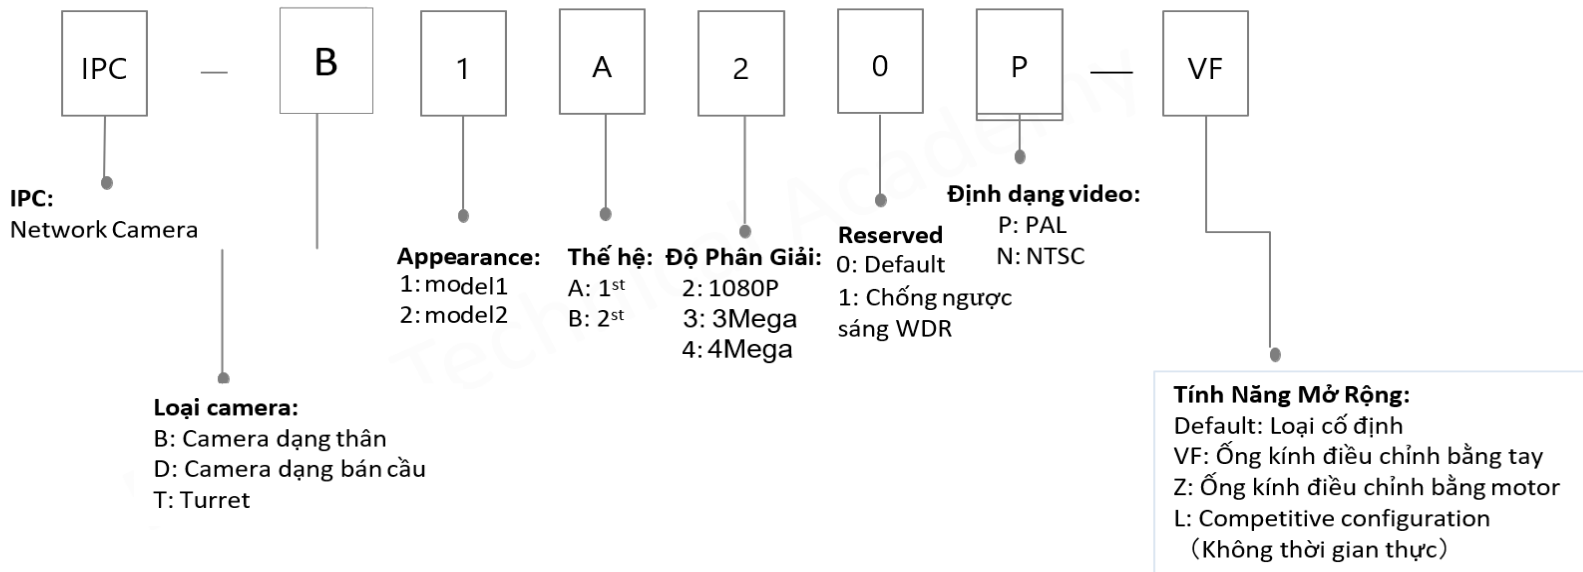 IPC — B 1 A 2 0 P — VF
IPC:
Network Camera
Appearance:
1: model1
2: model2
Thế hệ:
A: 1st
B: 2st
Độ Phân Giải:
2: 1080P
3: 3Mega
4: 4Mega
Reserved
0: Default
1: Chống ngược
sáng WDR
Định dạng video:
P: PAL
N: NTSC
Loại camera:
B: Camera dạng thân
D: Camera dạng bán cầu
T: Turret
Tính Năng Mở Rộng:
Default: Loại cố định
VF: Ống kính điều chỉnh bằng tay
Z: Ống kính điều chỉnh bằng motor
L: Competitive configuration
（Không thời gian thực）
Technical Academy